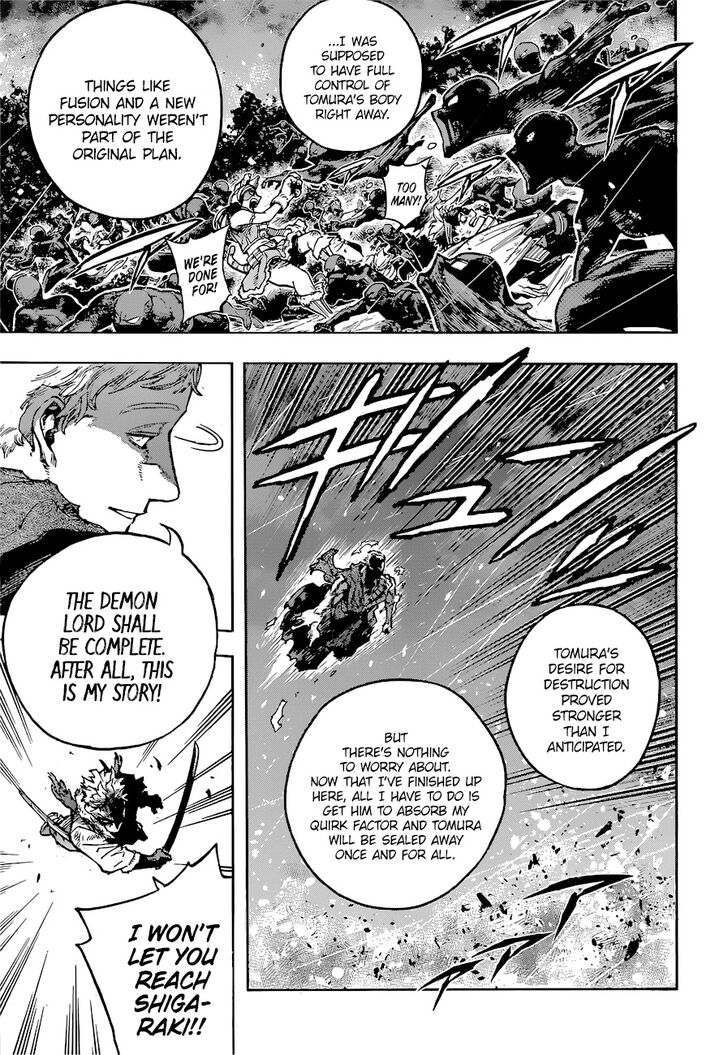 ...I WAS
SUPPOSED
TO HAVE FULL
CONTROL OF
TOMURA'S BODY
RIGHT AWAY.
THINGS LIKE
FUSION AND A NEW
PERSONALITY WEREN'T
PART OF THE
ORIGINAL PLAN.
TOO
MANY!
WE'RE
DONE
FOR!
ギュン
TOMURA'S
DESIRE FOR
DESTRUCTION
PROVED
STRONGER
THAN I
ANTICIPATED.
BUT
THERE'S NOTHING
TO WORRY ABOUT.
NOW THAT I'VE FINISHED UP
HERE, ALL I HAVE TO DO IS
GET HIM TO ABSORB MY
QUIRK FACTOR AND TOMURA
WILL BE SEALED AWAY
ONCE AND FOR ALL.
THE DEMON
LORD SHALL
BE COMPLETE.
AFTER ALL, THIS
IS MY STORY!
I WON'T
LET YOU
REACH
SHIGA-
RAKI!!